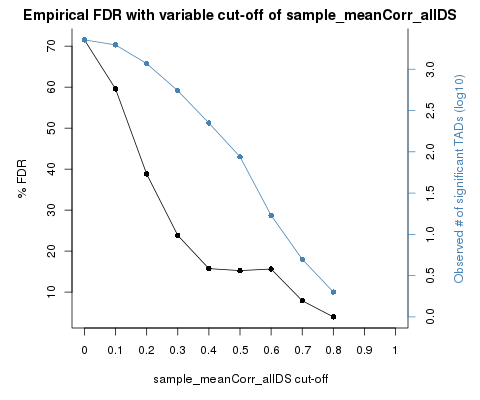 Empirical FDR with variable cut-off of sample_meanCorr_allDS
% FDR
70
60
50
40
30
20
10
3.0
2.5
2.0
1.5
1.0
0.5
0.0
Observed # of significant TADs (log10)
0 0.1 0.2 0.3 0.4 0.5 0.6 0.7 0.8 0.9 1
sample_meanCorr_allDS cut-off